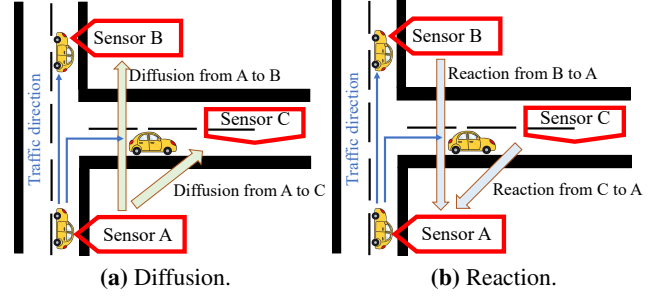 Sensor B
Diffusion from A to B
Sensor C
Traffic direction
Diffusion from A to C
Sensor A
(a) Diffusion.
Sensor B
Reaction from B to A
Sensor C
Traffic direction
Reaction from C to A
Sensor A
(b) Reaction.